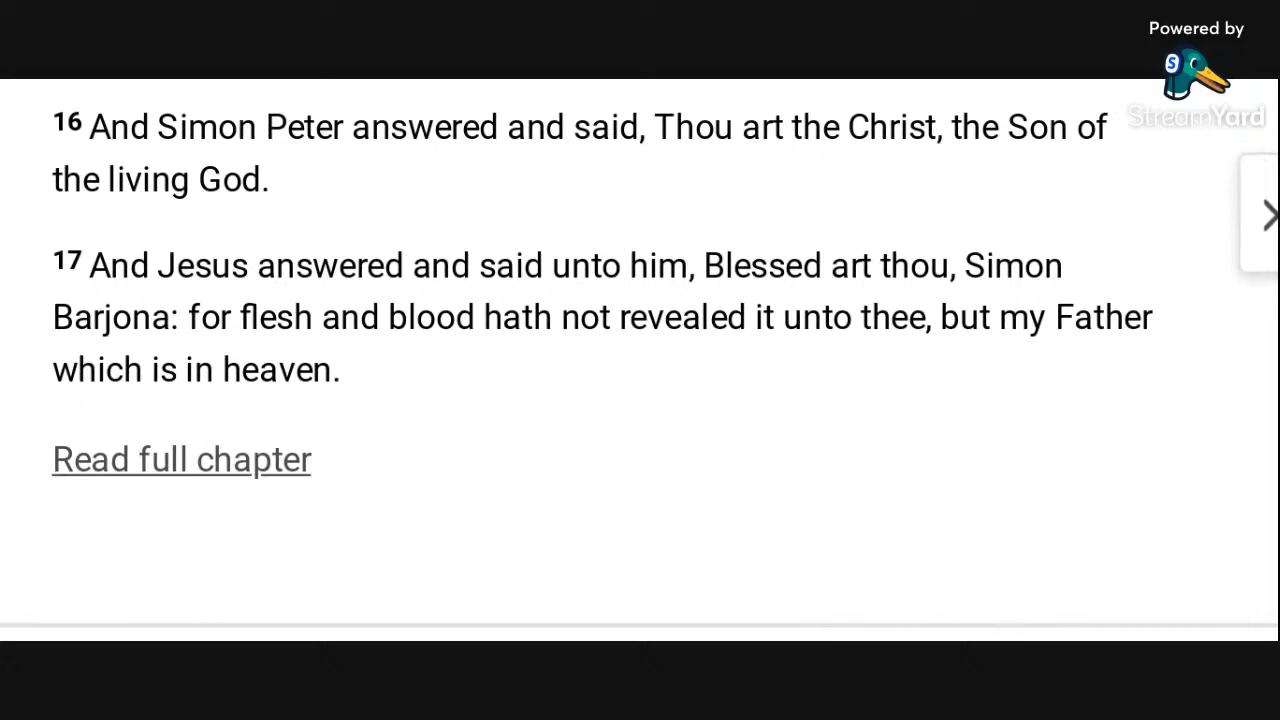 Powered by
S
StreamYard
16 And Simon Peter answered and said, Thou art the Christ, the Son of
the living God.
17 And Jesus answered and said unto him, Blessed art thou, Simon
Barjona: for flesh and blood hath not revealed it unto thee, but my Father
which is in heaven.
Read full chapter